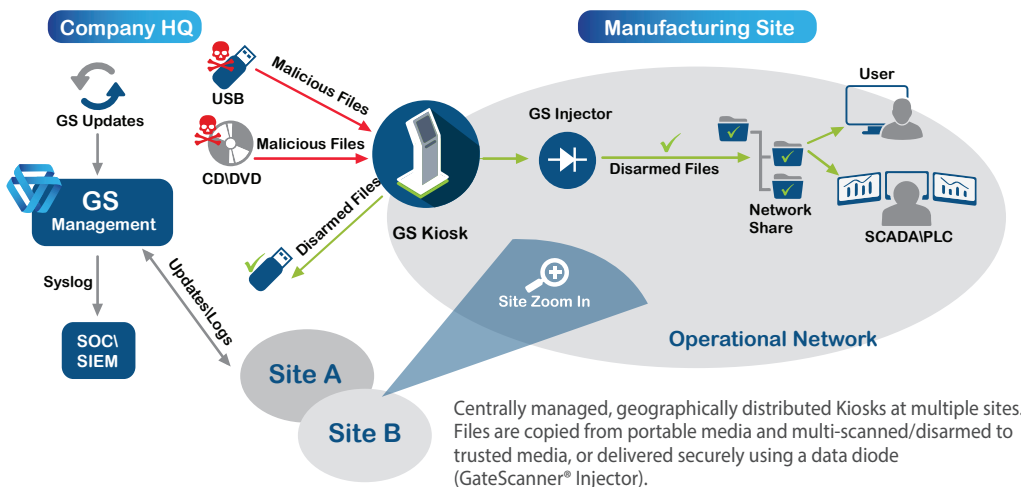 Company HQ
Manufacturing Site
GS Updates
GS
Management
Syslog
SOC\
SIEM
Updates\Logs
USB
Malicious Files
CD\DVD
Malicious Files
Disarmed Files
GS Kiosk
GS Injector
Disarmed Files
Network
Share
User
SCADA\PLC
Site Zoom In
Operational Network
Site A
Site B
Centrally managed, geographically distributed Kiosks at multiple sites.
Files are copied from portable media and multi-scanned/disarmed to
trusted media, or delivered securely using a data diode
(GateScanner® Injector).